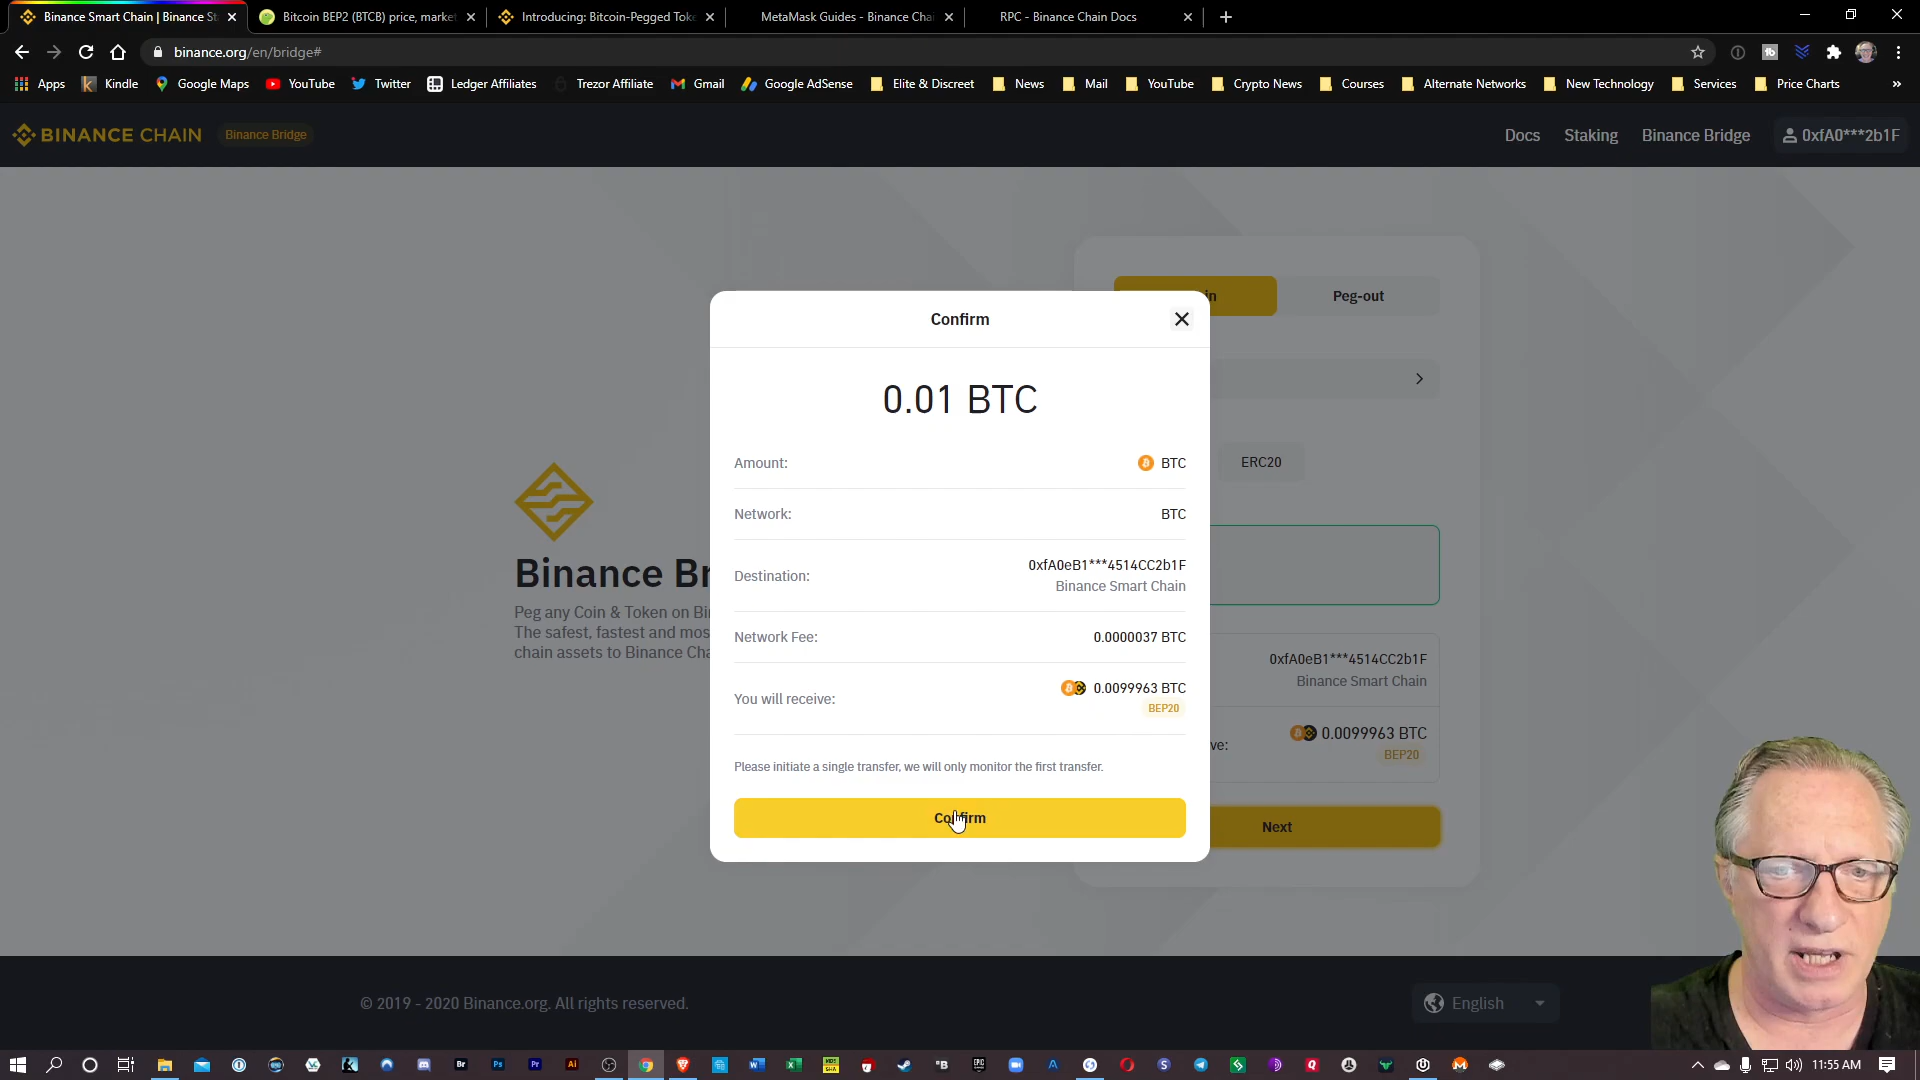 Binance Smart Chain | Binance S
Bitcoin BEP2 (BTCB) price, market
Introducing: Bitcoin-Pegged Toke
MetaMask Guides - Binance Chai
RPC - Binance Chain Docs
binance.org/en/bridge#
Apps
Kindle
Google Maps
YouTube
Twitter
Ledger Affiliates
Trezor Affiliate
Gmail
Google AdSense
Elite & Discreet
News
Mail
YouTube
Crypto News
Courses
Alternate Networks
New Technology
Services
Price Charts
BINANCE CHAIN
Binance Bridge
Docs
Staking
Binance Bridge
0xfA0***2b1F
in
Peg-out
Confirm
0.01 BTC
Amount:
BTC
Network:
BTC
Destination:
0xfA0eB1***4514CC2b1F
Binance Smart Chain
Network Fee:
0.0000037 BTC
You will receive:
0.0099963 BTC
BEP20
Please initiate a single transfer, we will only monitor the first transfer.
Confirm
ERC20
Binance Br
Peg any Coin & Token on Bi
The safest, fastest and mos
chain assets to Binance Cha
0xfA0eB1***4514CC2b1F
Binance Smart Chain
ve:
0.0099963 BTC
BEP20
Next
© 2019 - 2020 Binance.org. All rights reserved.
English
11:55 AM